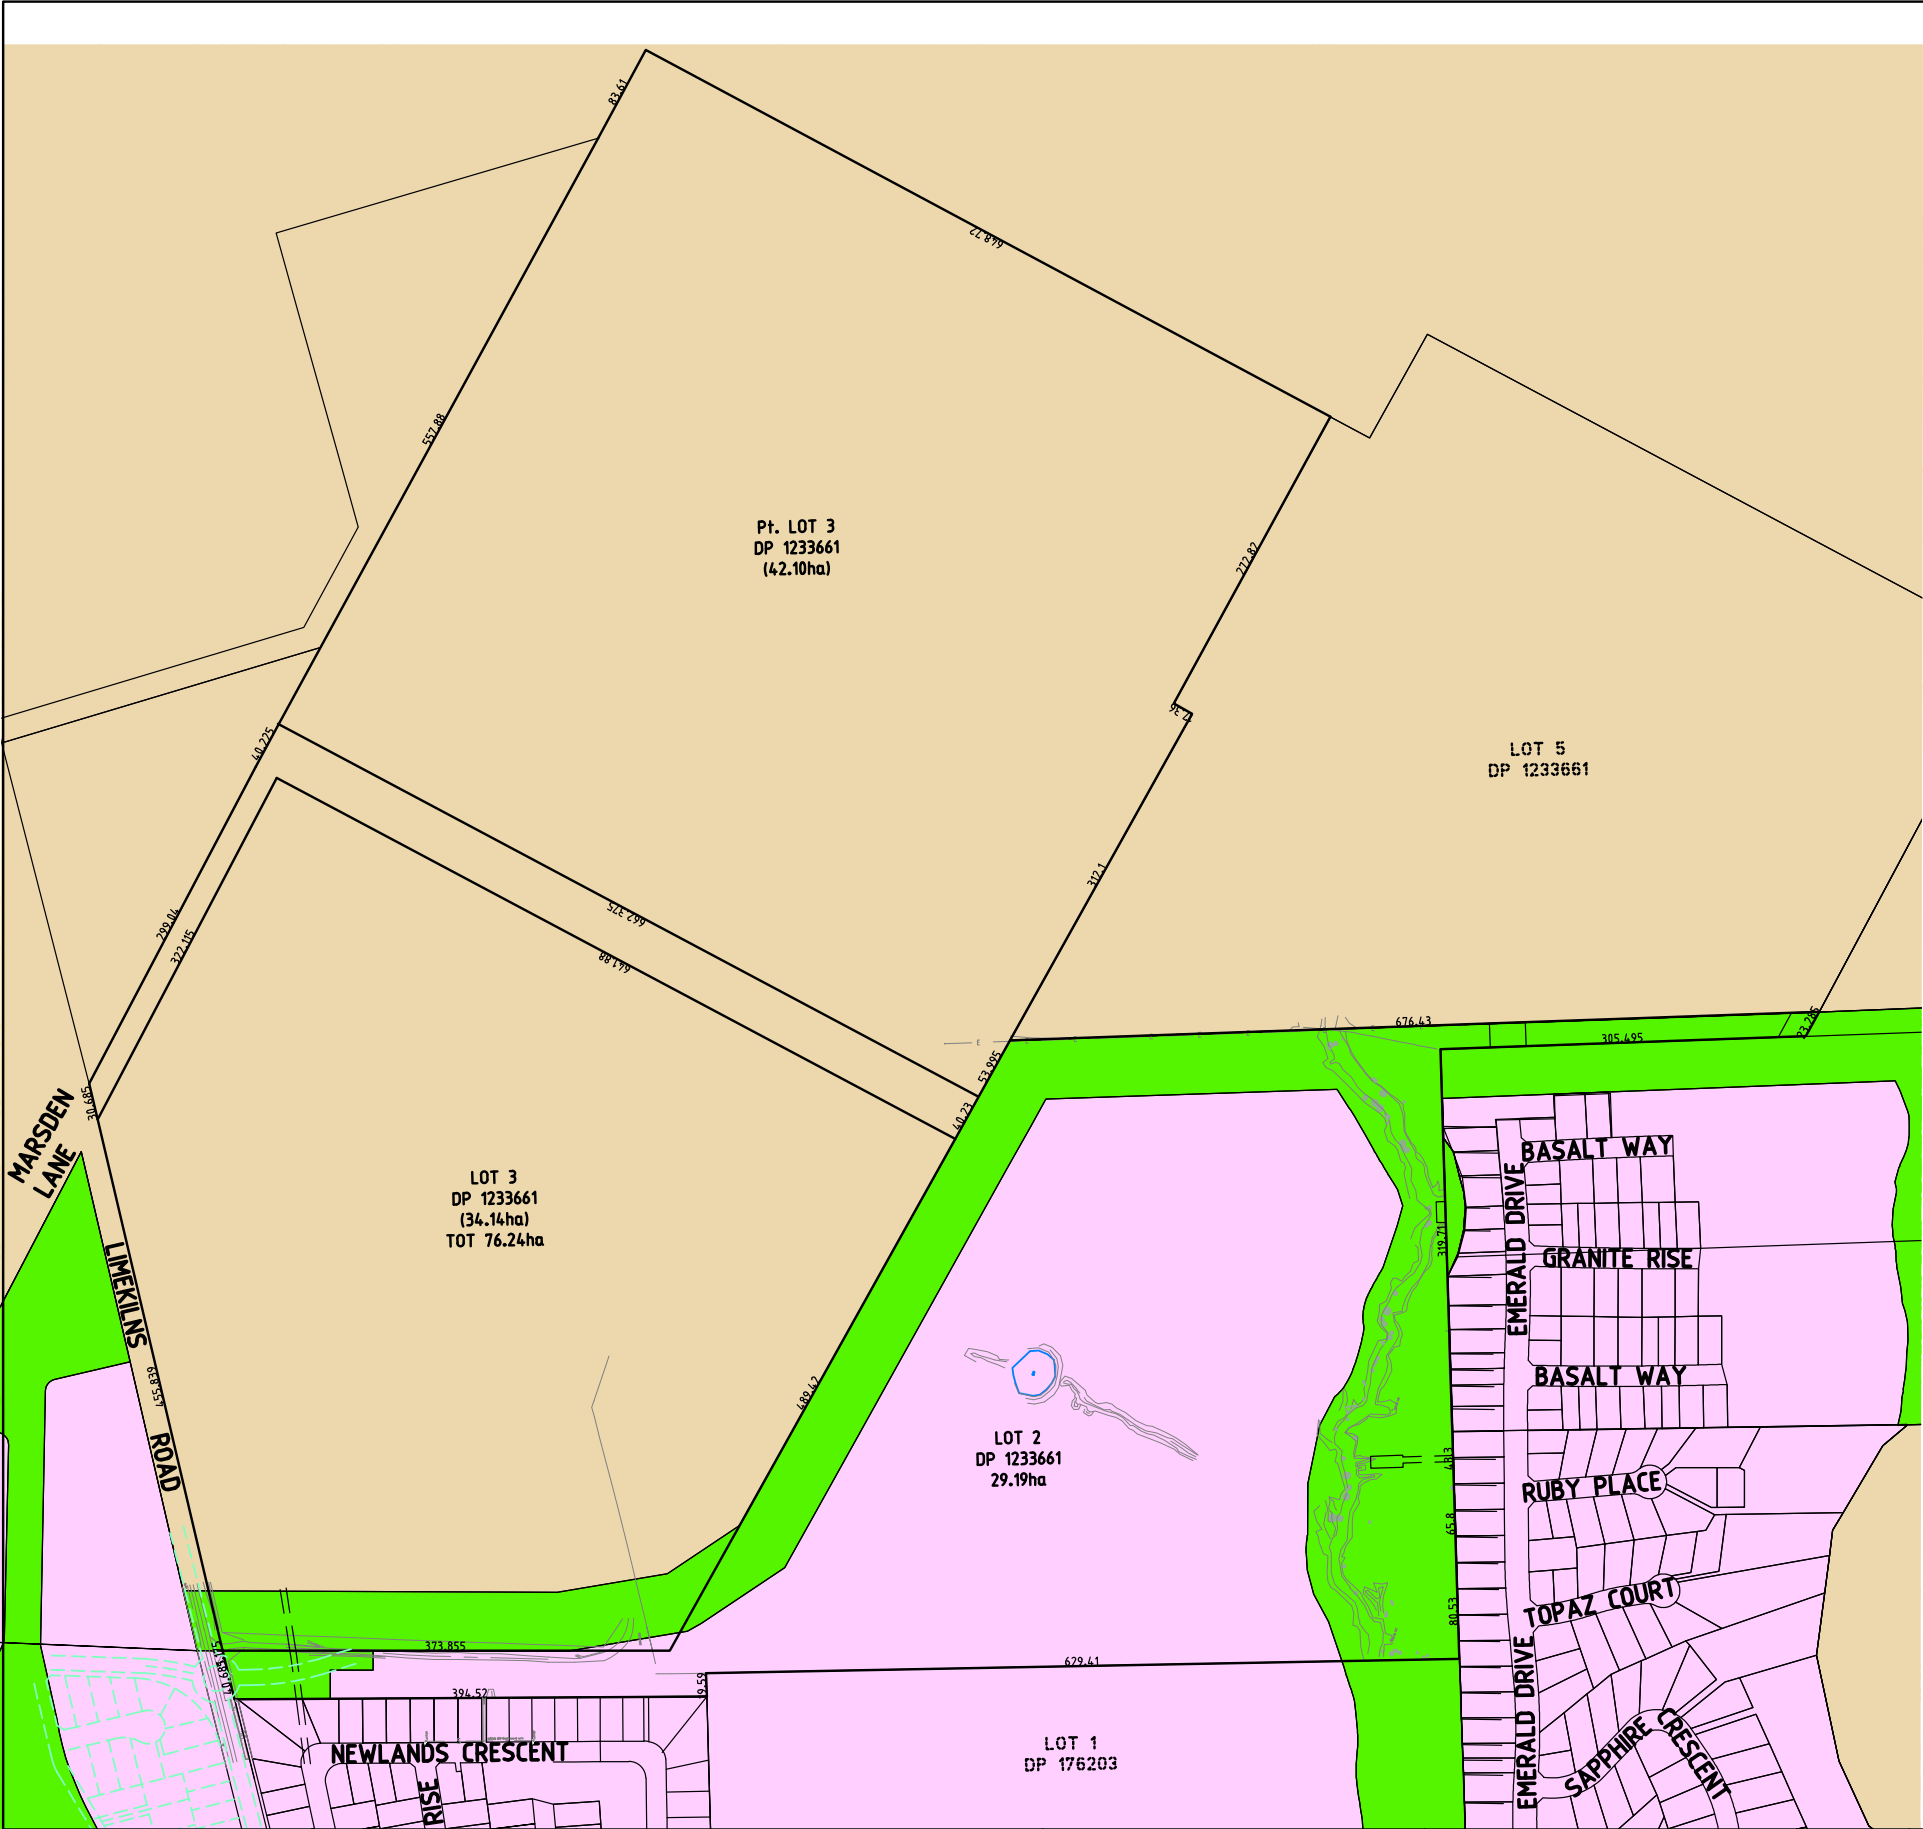 83.61
648.72
557.88
Pt. LOT 3
DP 1233661
(42.10ha)
272.82
17.36
LOT 5
DP 1233661
40.225
312.1
299.04
322.115
662.375
641.88
676.43
305.495
23.285
53.995
40.23
30.685
MARSDEN
LANE
LOT 3
DP 1233661
(34.14ha)
TOT 76.24ha
LIMEKILNS
ROAD
455.839
489.42
LOT 2
DP 1233661
29.19ha
319.71
48.13
65.8
80.53
BASALT WAY
EMERALD DRIVE
GRANITE RISE
BASALT WAY
RUBY PLACE
TOPAZ COURT
EMERALD DRIVE
SAPPHIRE
CRESCENT
373.855
629.41
394.52
LOT 1
DP 176203
NEWLANDS CRESCENT
RISE